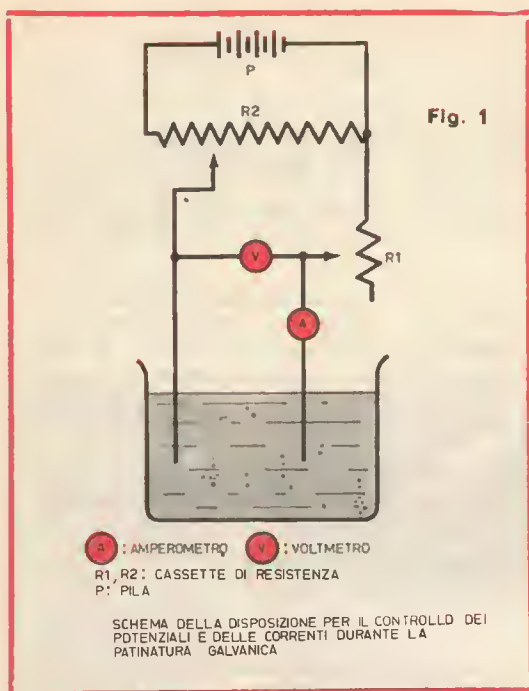 P
R2
Fig. 1
V
R1
A
A : AMPEROMETRO V : VOLTMETRO
R1, R2: CASSETTE DI RESISTENZA
P: PILA
SCHEMA DELLA DISPOSIZIONE PER IL CONTROLLO DEI
POTENZIALI E DELLE CORRENTI DURANTE LA
PATINATURA GALVANICA